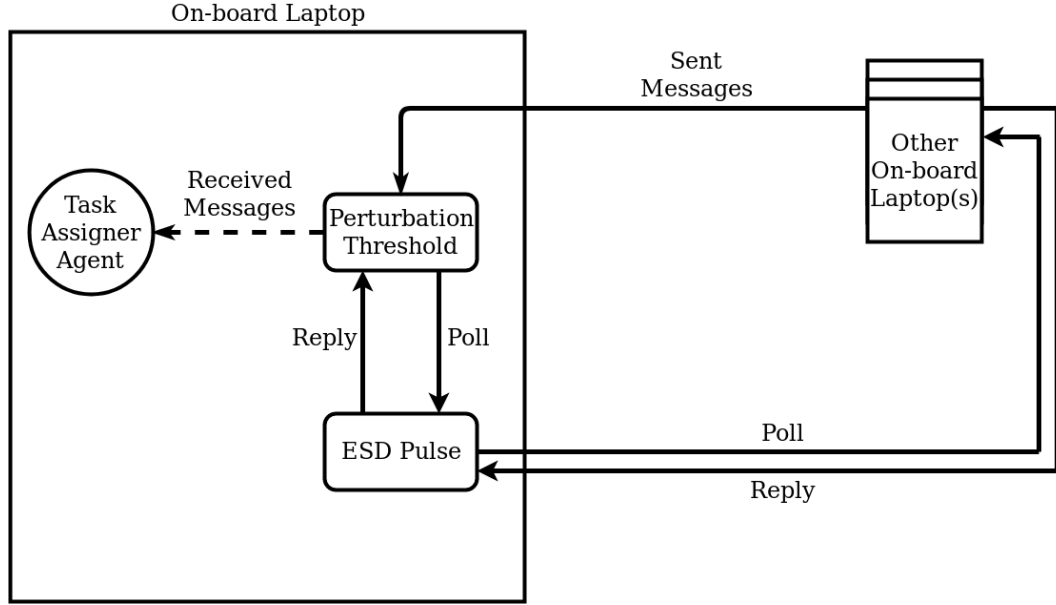 On-board Laptop
Sent
Messages
Other
On-board
Laptop(s)
Received
Messages
Task
Assigner
Agent
Perturbation
Threshold
Reply
Poll
ESD Pulse
Poll
Reply